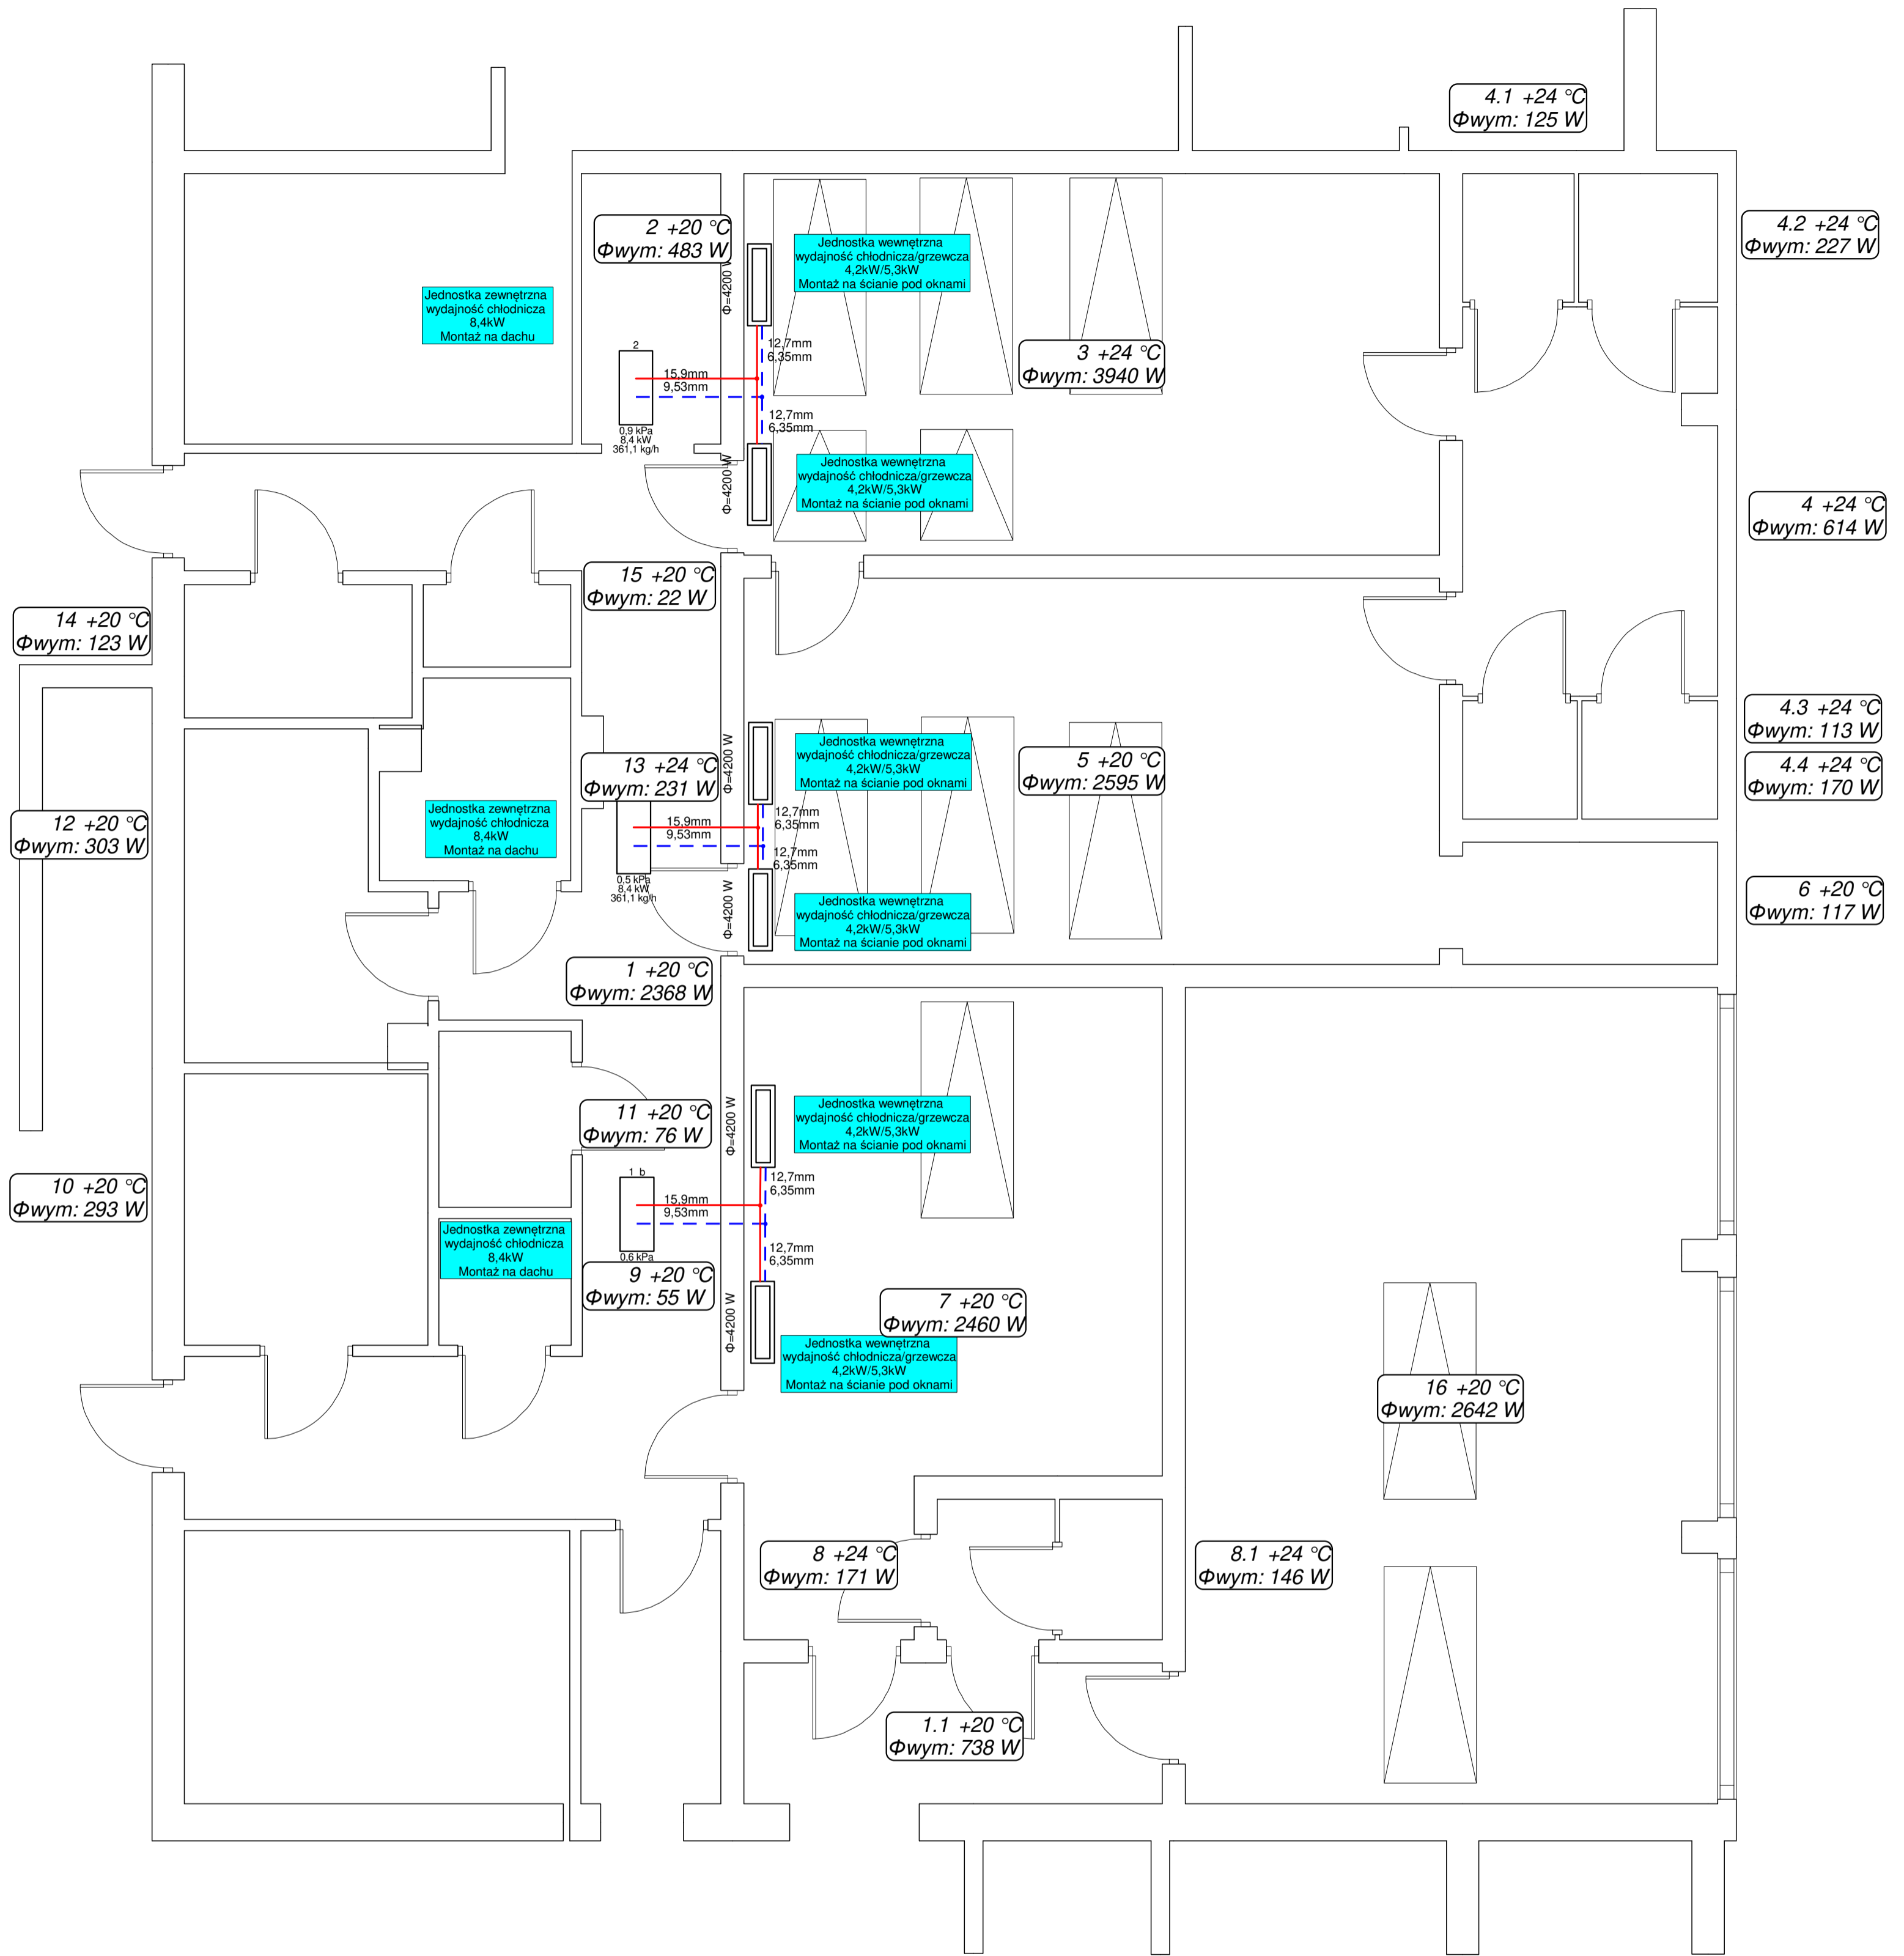 4.1 +24 °C
Φwym: 125 W
2 +20 °C
Φwym: 483 W
4.2 +24 °C
Φwym: 227 W
Jednostka wewnętrzna
wydajność chłodnicza/grzewcza
4,2kW/5,3kW
Montaż na ścianie pod oknami
Φ=4200 W
Jednostka zewnętrzna
wydajność chłodnicza
8,4kW
Montaż na dachu
2
12,7mm
6,35mm
3 +24 °C
Φwym: 3940 W
15,9mm
9,53mm
12,7mm
6,35mm
0,9 kPa
8,4 kW
361,1 kg/h
Φ=4200 W
Jednostka wewnętrzna
wydajność chłodnicza/grzewcza
4,2kW/5,3kW
Montaż na ścianie pod oknami
4 +24 °C
Φwym: 614 W
15 +20 °C
Φwym: 22 W
14 +20 °C
Φwym: 123 W
4.3 +24 °C
Φwym: 113 W
Φ=4200 W
Jednostka wewnętrzna
wydajność chłodnicza/grzewcza
4,2kW/5,3kW
Montaż na ścianie pod oknami
5 +20 °C
Φwym: 2595 W
13 +24 °C
Φwym: 231 W
4.4 +24 °C
Φwym: 170 W
12 +20 °C
Φwym: 303 W
Jednostka zewnętrzna
wydajność chłodnicza
8,4kW
Montaż na dachu
12,7mm
6,35mm
15,9mm
9,53mm
12,7mm
6,35mm
0,5 kPa
8,4 kW
361,1 kg/h
Φ=4200 W
Jednostka wewnętrzna
wydajność chłodnicza/grzewcza
4,2kW/5,3kW
Montaż na ścianie pod oknami
6 +20 °C
Φwym: 117 W
1 +20 °C
Φwym: 2368 W
11 +20 °C
Φwym: 76 W
Φ=4200 W
Jednostka wewnętrzna
wydajność chłodnicza/grzewcza
4,2kW/5,3kW
Montaż na ścianie pod oknami
10 +20 °C
Φwym: 293 W
1 b
12,7mm
6,35mm
15,9mm
9,53mm
12,7mm
6,35mm
Jednostka zewnętrzna
wydajność chłodnicza
8,4kW
Montaż na dachu
0,6 kPa
9 +20 °C
Φwym: 55 W
Φ=4200 W
7 +20 °C
Φwym: 2460 W
Jednostka wewnętrzna
wydajność chłodnicza/grzewcza
4,2kW/5,3kW
Montaż na ścianie pod oknami
16 +20 °C
Φwym: 2642 W
8 +24 °C
Φwym: 171 W
8.1 +24 °C
Φwym: 146 W
1.1 +20 °C
Φwym: 738 W